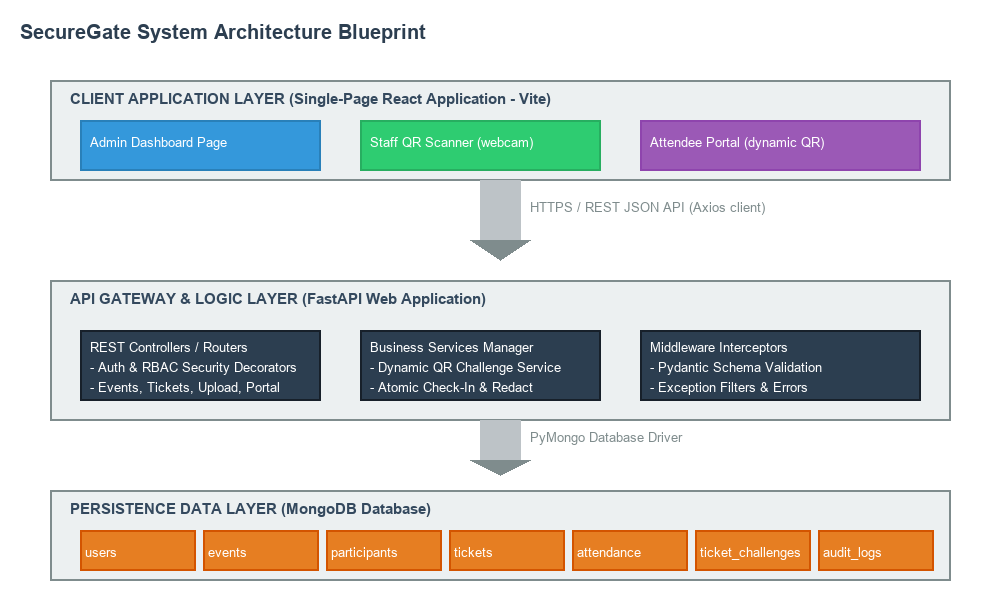 SecureGate System Architecture Blueprint
CLIENT APPLICATION LAYER (Single-Page React Application - Vite)
Admin Dashboard Page
Staff QR Scanner (webcam)
Attendee Portal (dynamic QR)
HTTPS / REST JSON API (Axios client)
API GATEWAY & LOGIC LAYER (FastAPI Web Application)
REST Controllers / Routers
- Auth & RBAC Security Decorators
- Events, Tickets, Upload, Portal
Business Services Manager
- Dynamic QR Challenge Service
- Atomic Check-In & Redact
Middleware Interceptors
- Pydantic Schema Validation
- Exception Filters & Errors
PyMongo Database Driver
PERSISTENCE DATA LAYER (MongoDB Database)
users
events
participants
tickets
attendance
ticket_challenges
audit_logs